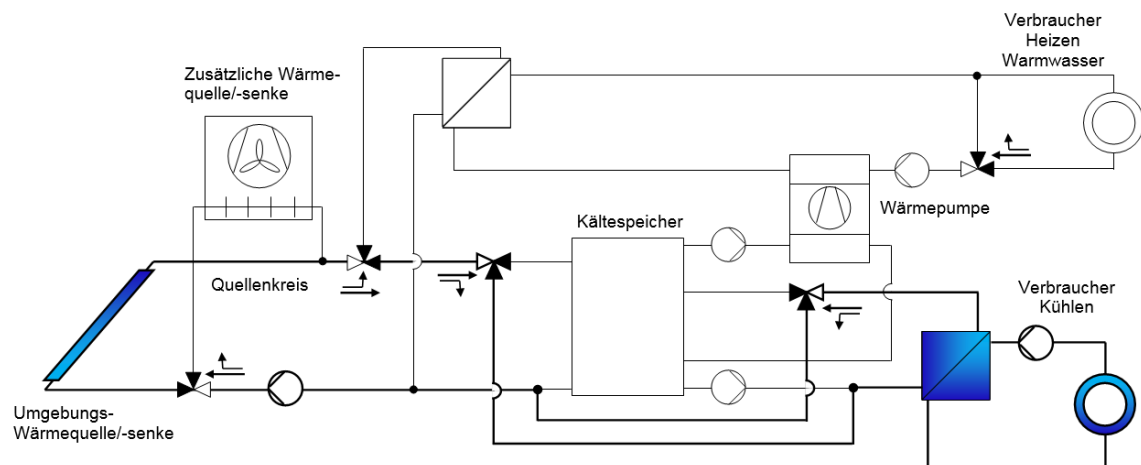 Verbraucher
Heizen
Warmwasser
Zusätzliche Wärme-
quelle/-senke
Wärmepumpe
Kältespeicher
Quellenkreis
Verbraucher
Kühlen
Umgebungs-
Wärmequelle/-senke